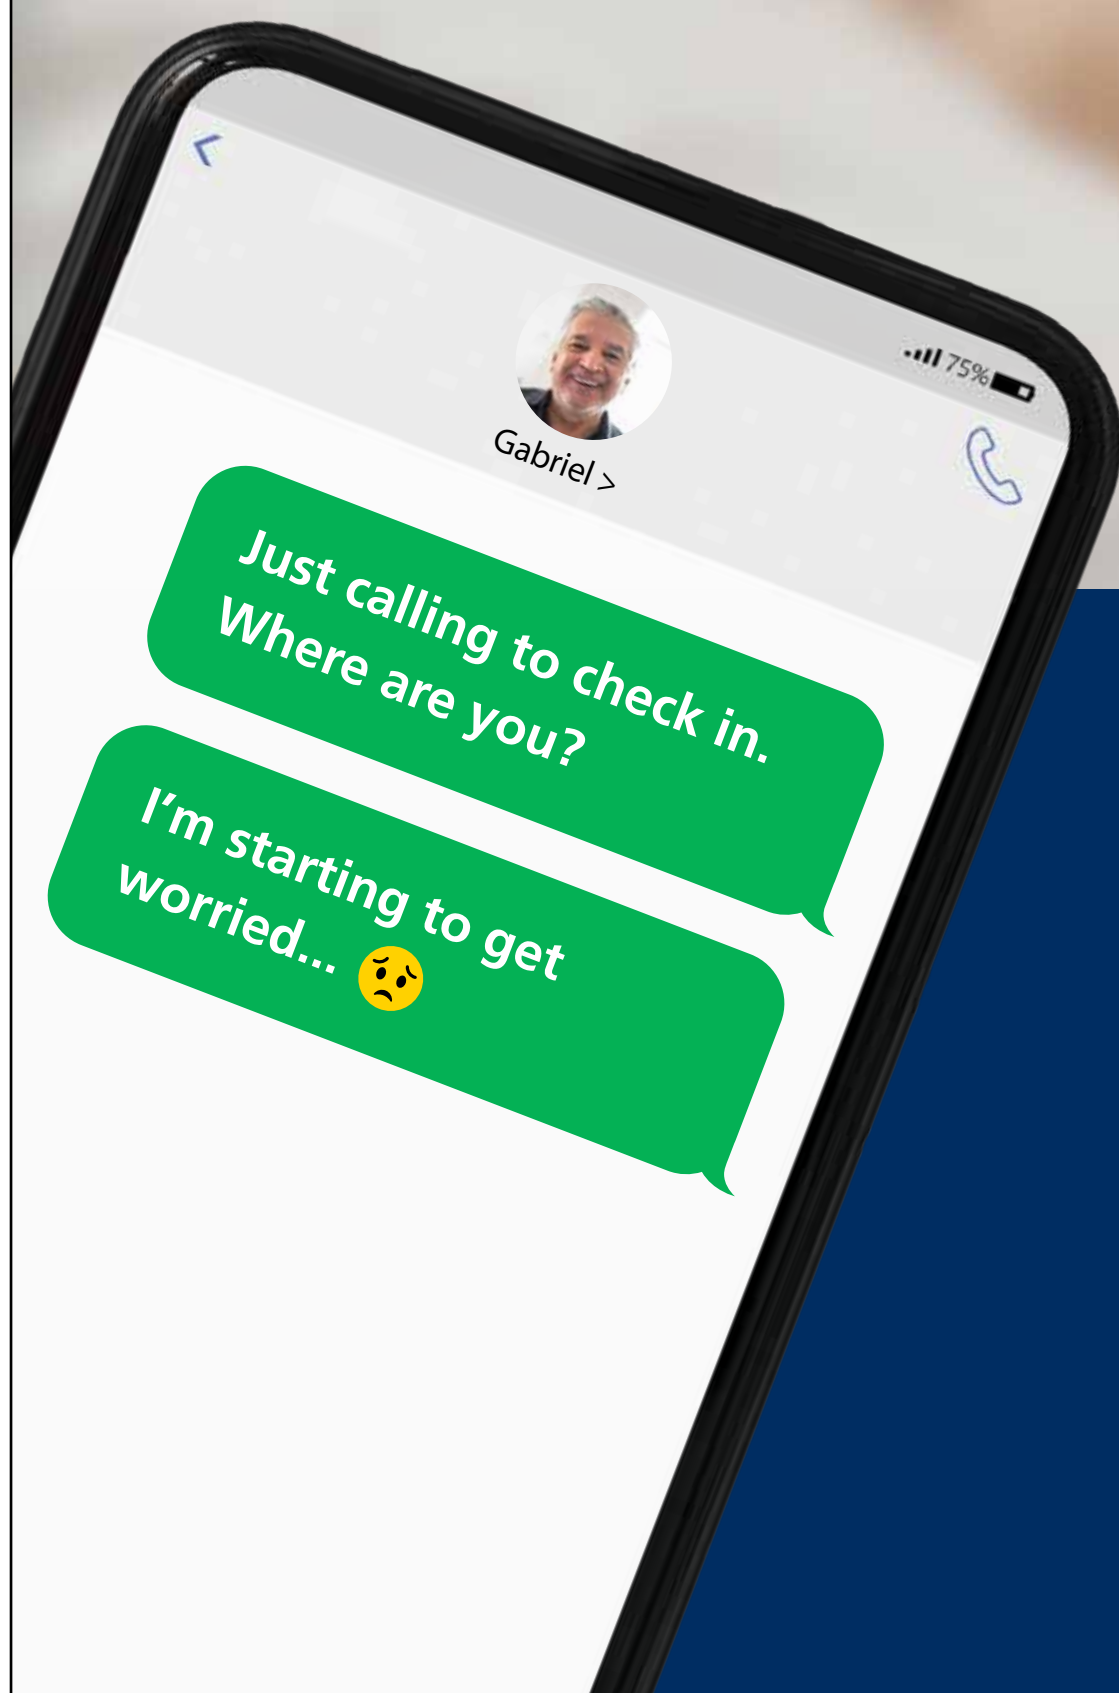 75%
Gabriel >
Just calling to check in.
Where are you?
I’m starting to get
worried...